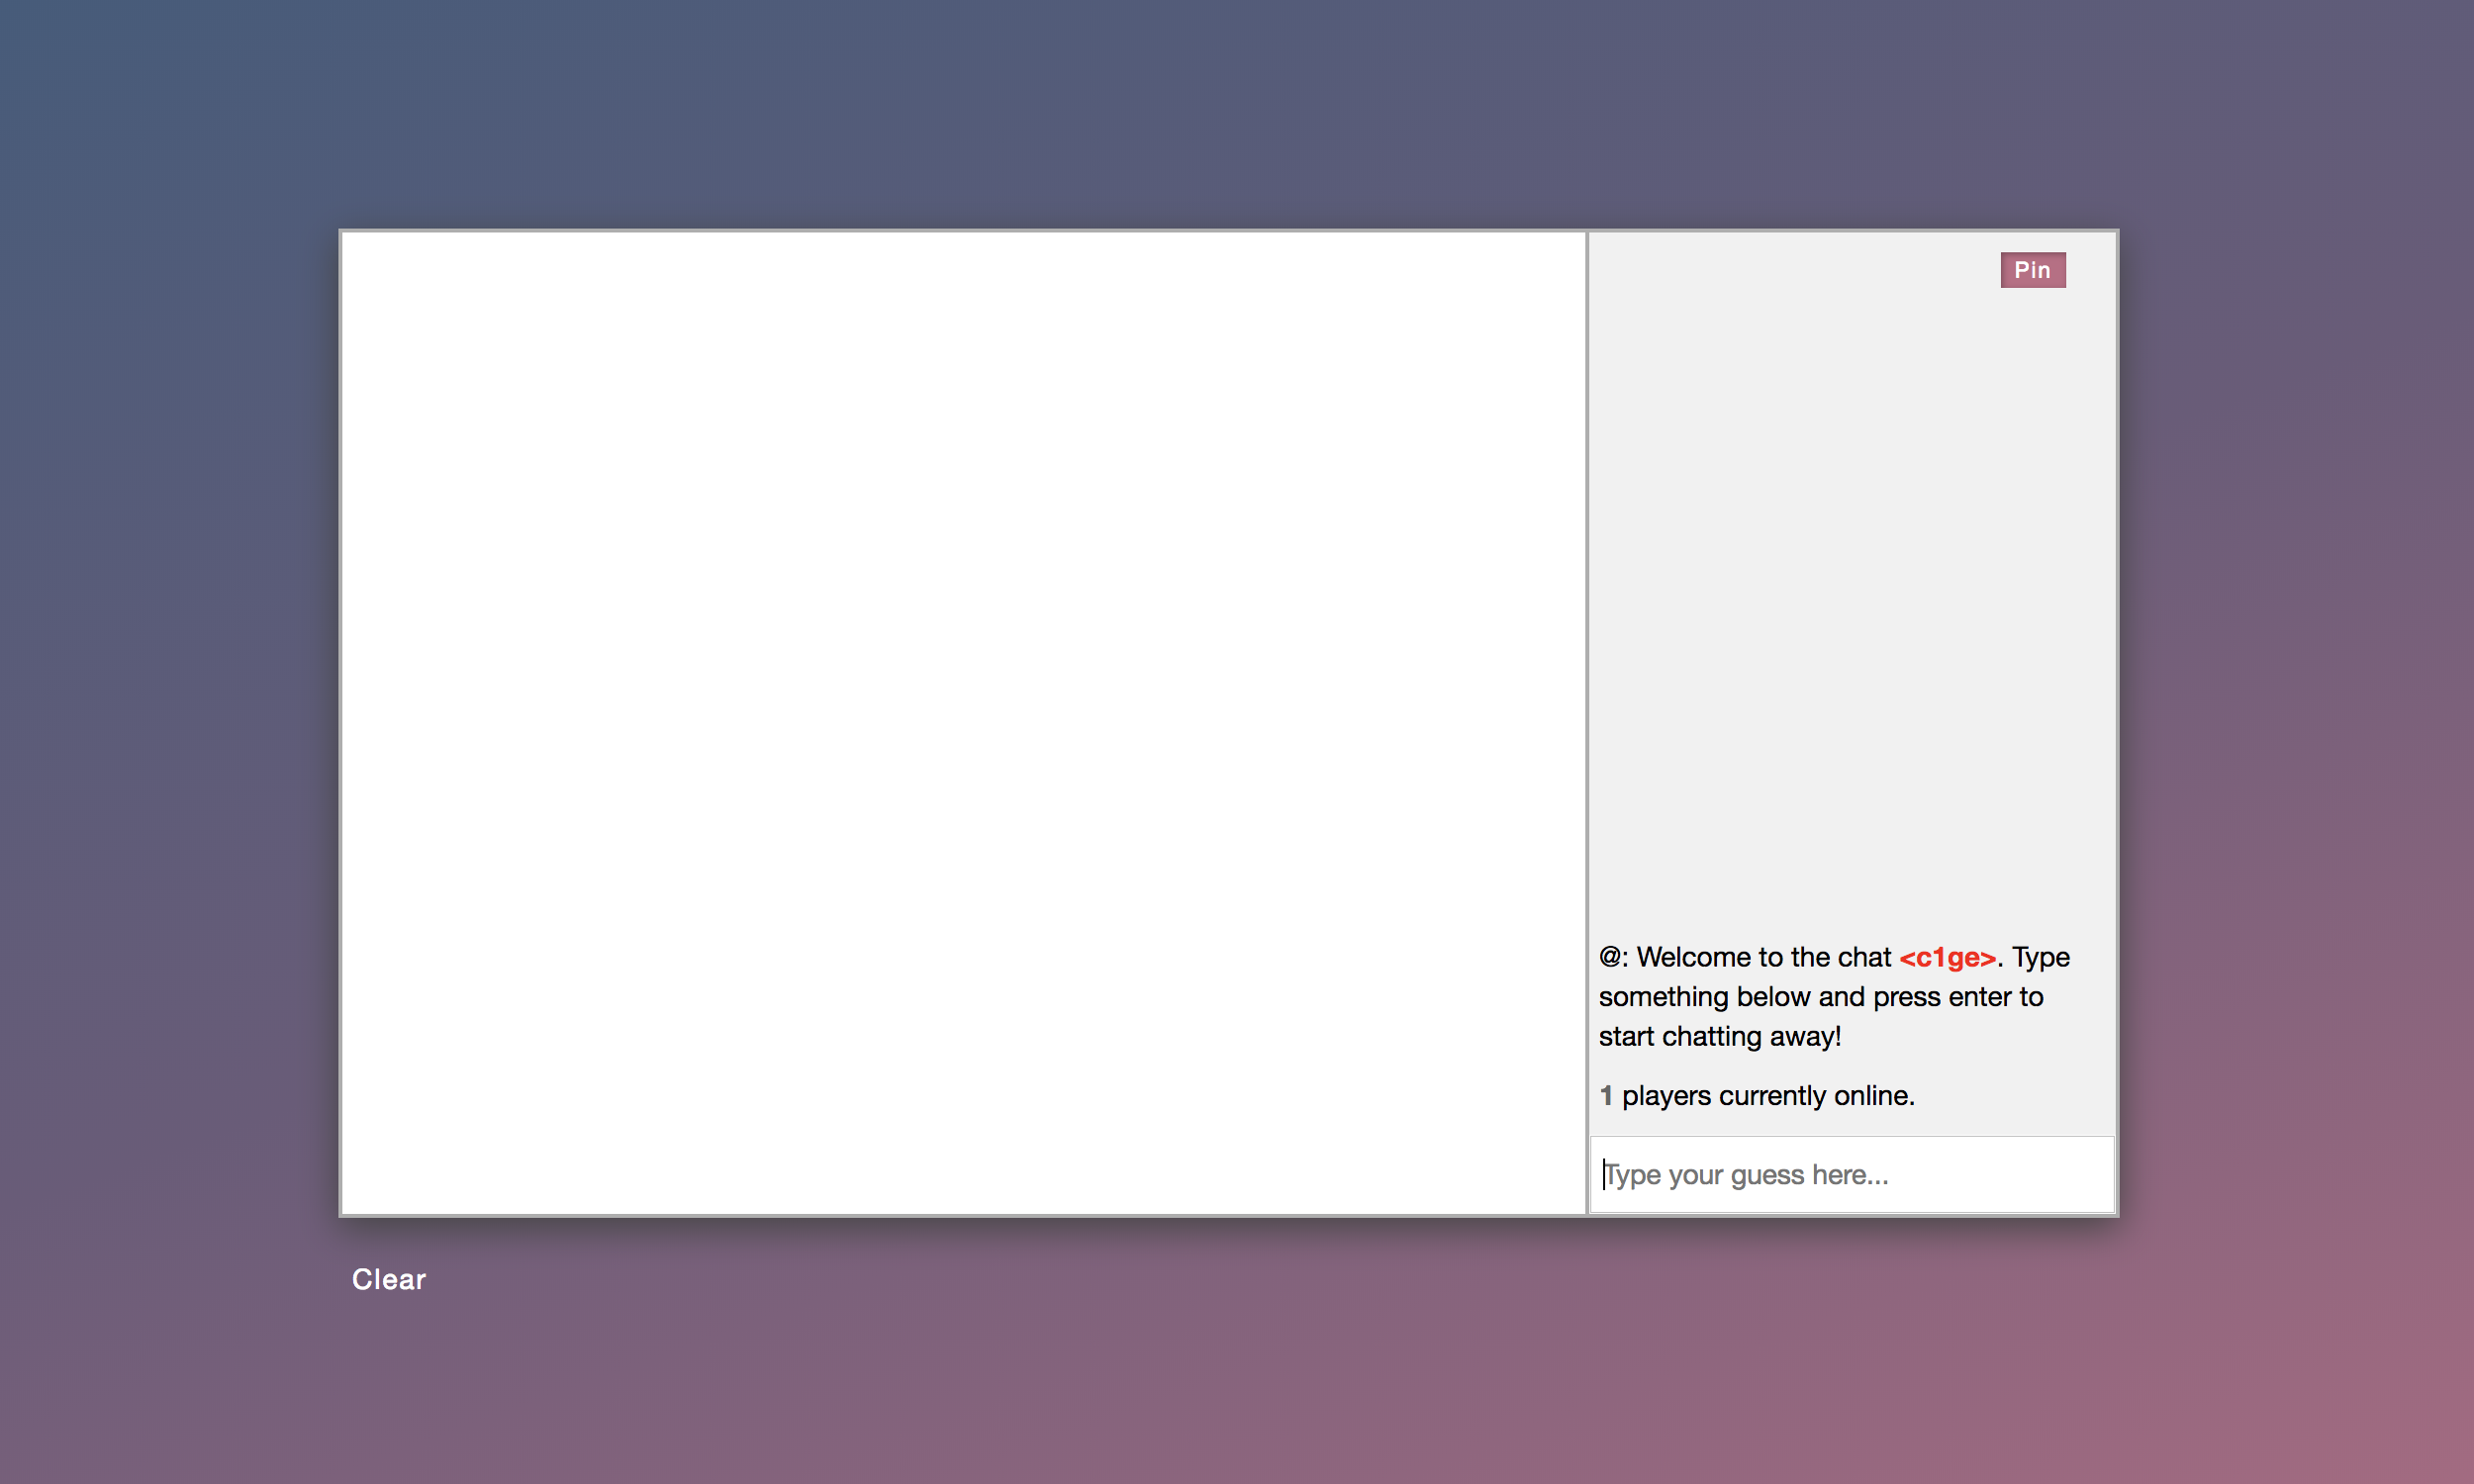 Pin
@: Welcome to the chat <c1ge>. Type
something below and press enter to
start chatting away!
1 players currently online.
Type your guess here...
Clear